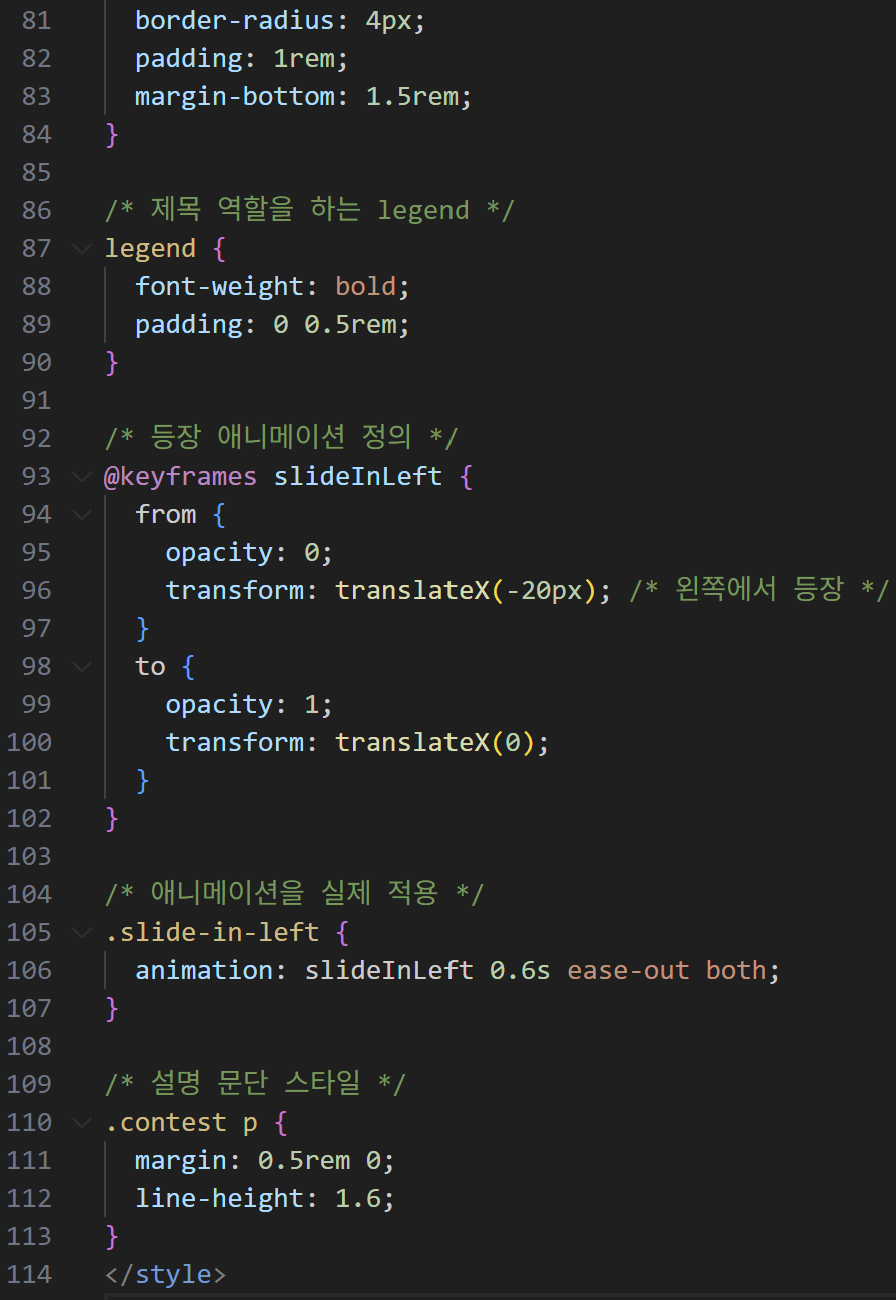 81 border-radius: 4px;
82 padding: 1rem;
83 margin-bottom: 1.5rem;
84 }
85
86 /* 제목 역할을 하는 legend */
87 legend {
88 font-weight: bold;
89 padding: 0 0.5rem;
90 }
91
92 /* 등장 애니메이션 정의 */
93 @keyframes slideInLeft {
94 from {
95 opacity: 0;
96 transform: translateX(-20px); /* 왼쪽에서 등장 */
97 }
98 to {
99 opacity: 1;
100 transform: translateX(0);
101 }
102 }
103
104 /* 애니메이션을 실제 적용 */
105 .slide-in-left {
106 animation: slideInLeft 0.6s ease-out both;
107 }
108
109 /* 설명 문단 스타일 */
110 .contest p {
111 margin: 0.5rem 0;
112 line-height: 1.6;
113 }
114 </style>